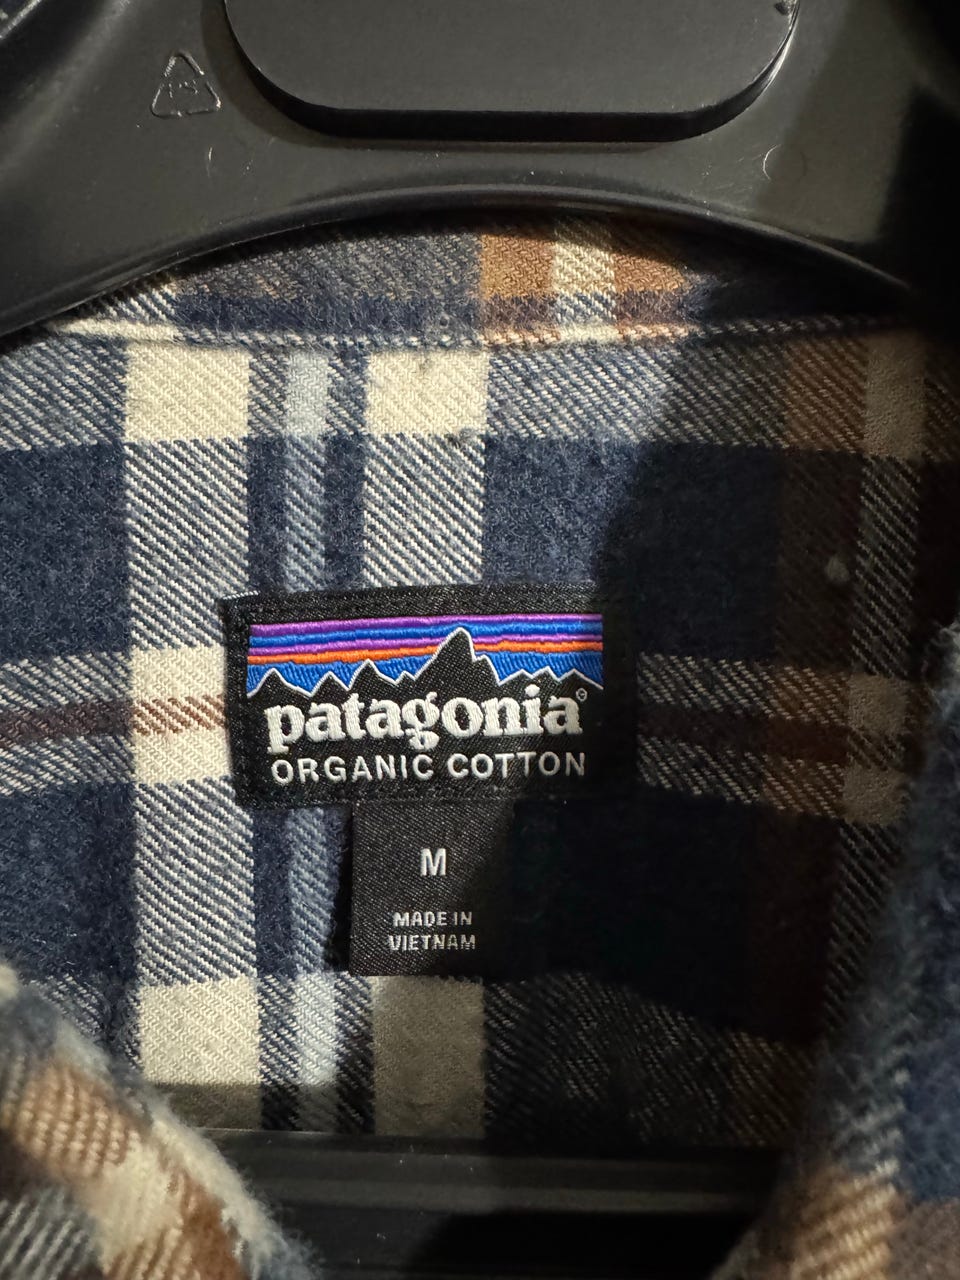 patagonia®
ORGANIC COTTON
M
MADE IN
VIETNAM